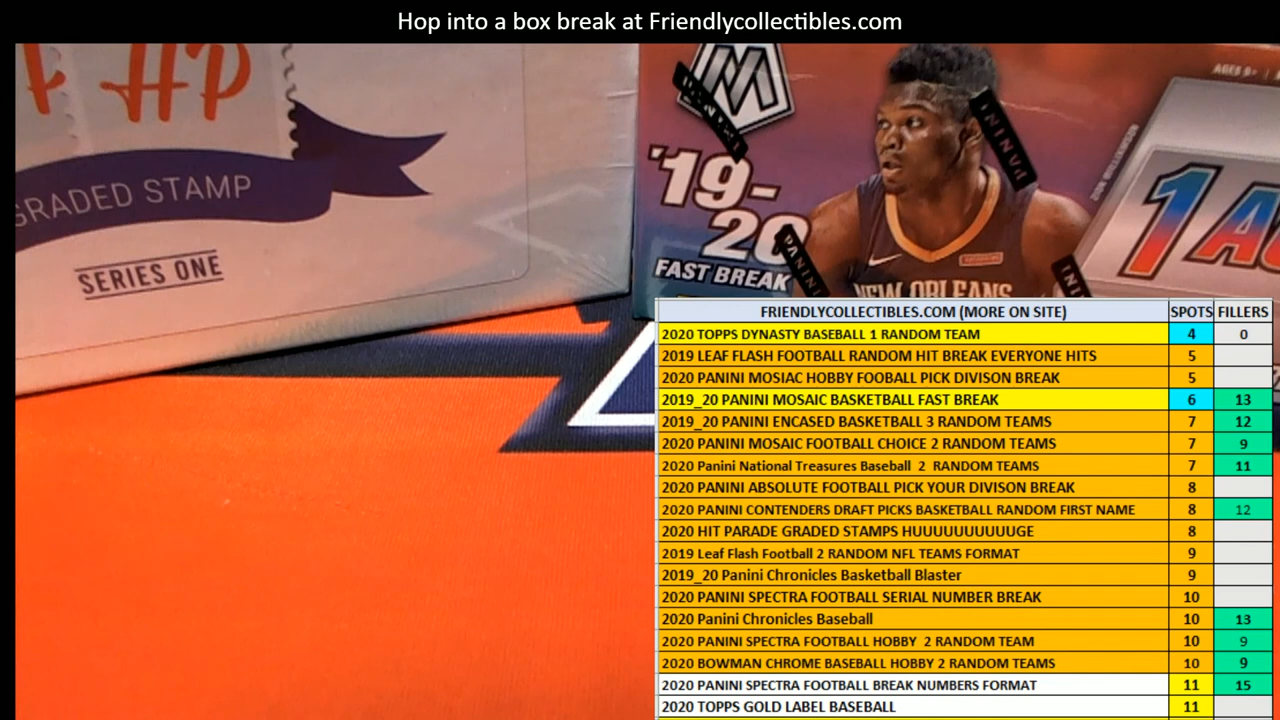 Hop into a box break at Friendlycollectibles.com
HP
GRADED STAMP
SERIES ONE
M
'19-
20
FAST BREAK
PANINI
PANINI
NEW ORLEANS
AGES 9+
1 AU
FRIENDLYCOLLECTIBLES.COM (MORE ON SITE) SPOTS FILLERS
2020 TOPPS DYNASTY BASEBALL 1 RANDOM TEAM 4 0
2019 LEAF FLASH FOOTBALL RANDOM HIT BREAK EVERYONE HITS 5
2020 PANINI MOSIAC HOBBY FOOBALL PICK DIVISON BREAK 5
2019_20 PANINI MOSAIC BASKETBALL FAST BREAK 6 13
2019_20 PANINI ENCASED BASKETBALL 3 RANDOM TEAMS 7 12
2020 PANINI MOSAIC FOOTBALL CHOICE 2 RANDOM TEAMS 7 9
2020 Panini National Treasures Baseball 2 RANDOM TEAMS 7 11
2020 PANINI ABSOLUTE FOOTBALL PICK YOUR DIVISON BREAK 8
2020 PANINI CONTENDERS DRAFT PICKS BASKETBALL RANDOM FIRST NAME 8 12
2020 HIT PARADE GRADED STAMPS HUUUUUUUUUUGE 8
2019 Leaf Flash Football 2 RANDOM NFL TEAMS FORMAT 9
2019_20 Panini Chronicles Basketball Blaster 9
2020 PANINI SPECTRA FOOTBALL SERIAL NUMBER BREAK 10
2020 Panini Chronicles Baseball 10 13
2020 PANINI SPECTRA FOOTBALL HOBBY 2 RANDOM TEAM 10 9
2020 BOWMAN CHROME BASEBALL HOBBY 2 RANDOM TEAMS 10 9
2020 PANINI SPECTRA FOOTBALL BREAK NUMBERS FORMAT 11 15
2020 TOPPS GOLD LABEL BASEBALL 11